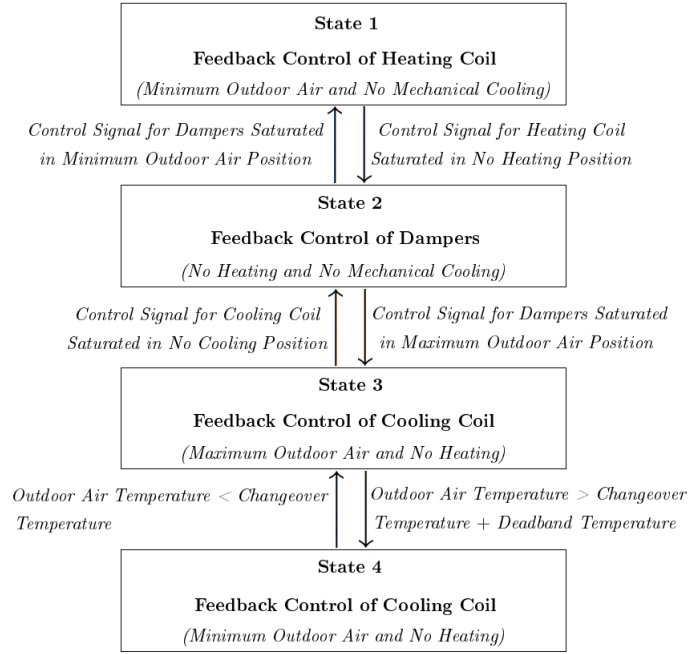 State 1
Feedback Control of Heating Coil
(Minimum Outdoor Air and No Mechanical Cooling)
Control Signal for Dampers Saturated
in Minimum Outdoor Air Position
Control Signal for Heating Coil
Saturated in No Heating Position
State 2
Feedback Control of Dampers
(No Heating and No Mechanical Cooling)
Control Signal for Cooling Coil
Saturated in No Cooling Position
Control Signal for Dampers Saturated
in Maximum Outdoor Air Position
State 3
Feedback Control of Cooling Coil
(Maximum Outdoor Air and No Heating)
Outdoor Air Temperature < Changeover
Temperature
Outdoor Air Temperature > Changeover
Temperature + Deadband Temperature
State 4
Feedback Control of Cooling Coil
(Minimum Outdoor Air and No Heating)